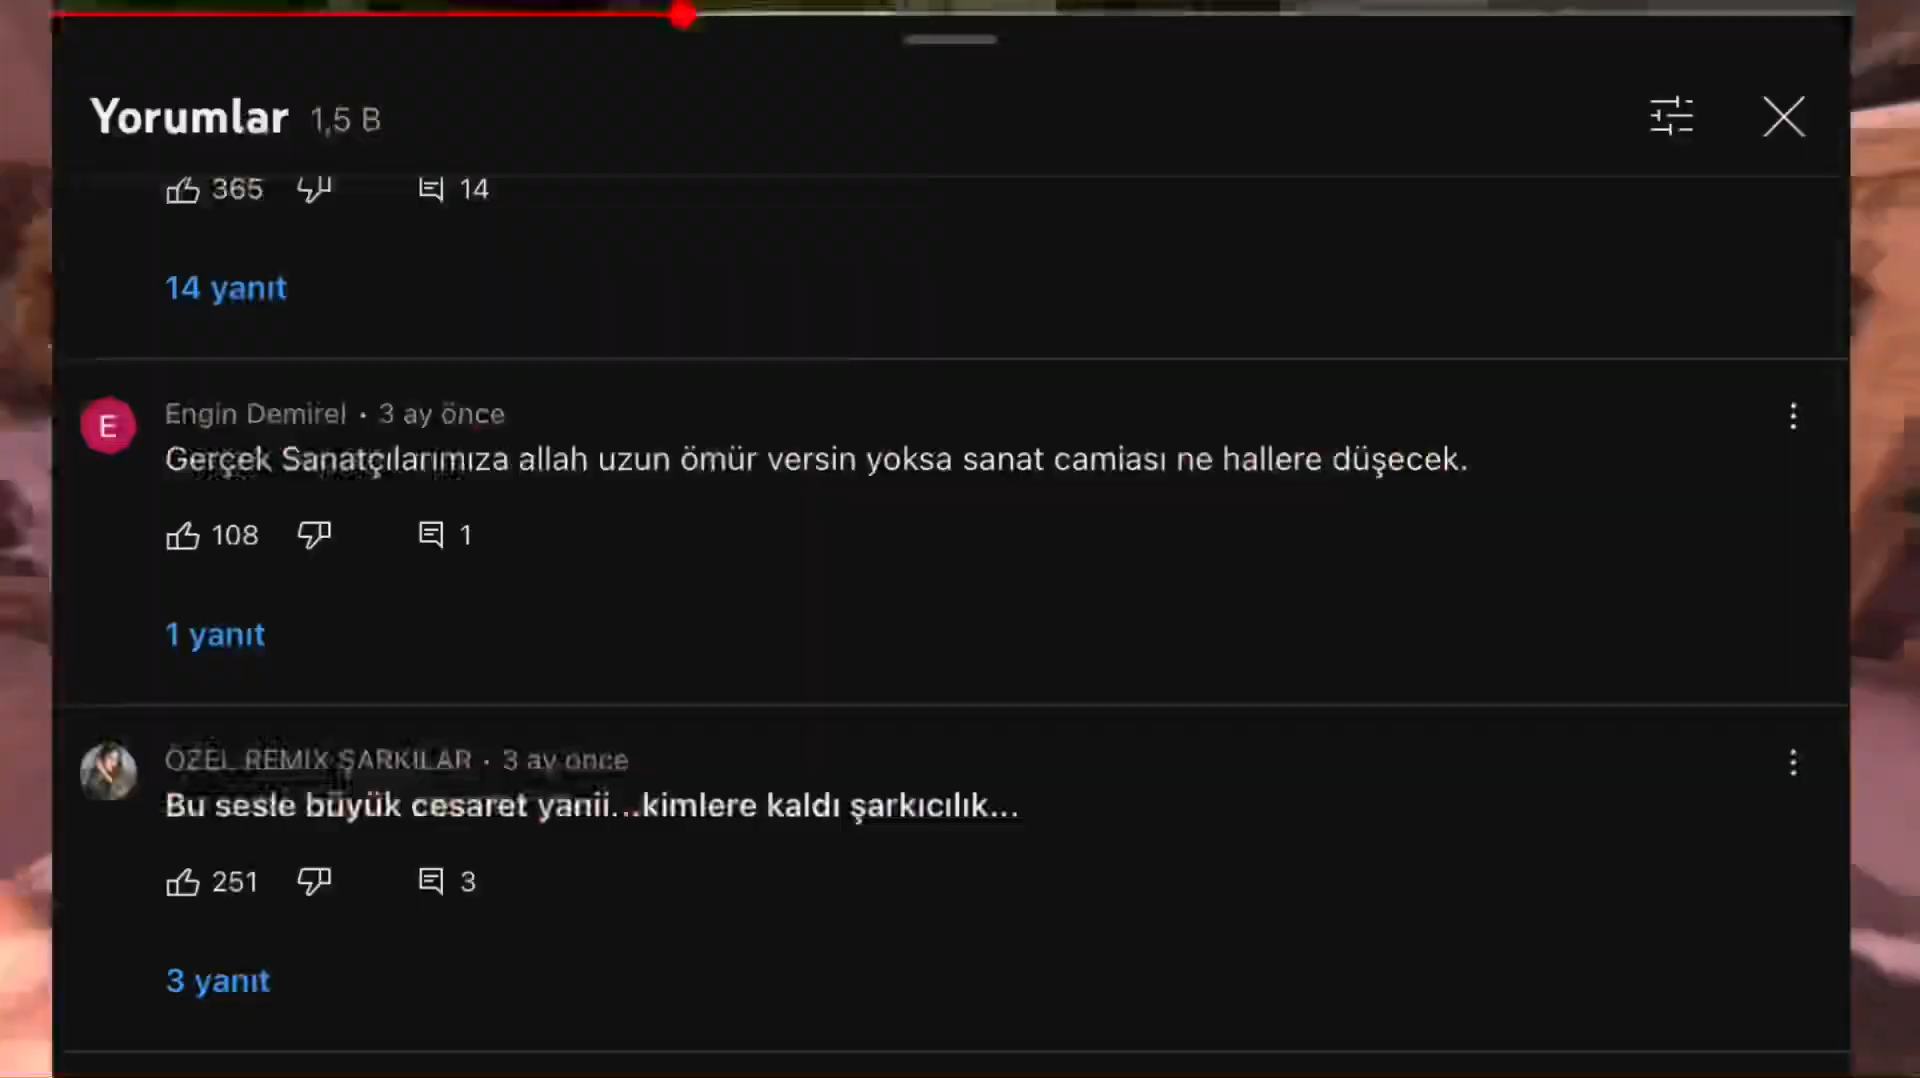 Yorumlar 1,5 B
365 14
14 yanıt
E
Engin Demirel • 3 ay önce
Gerçek Sanatçılarımıza allah uzun ömür versin yoksa sanat camiası ne hallere düşecek.
108 1
1 yanıt
ÖZEL REMIX ŞARKILAR • 3 ay önce
Bu sesle büyük cesaret yanii...kimlere kaldı şarkıcılık...
251 3
3 yanıt